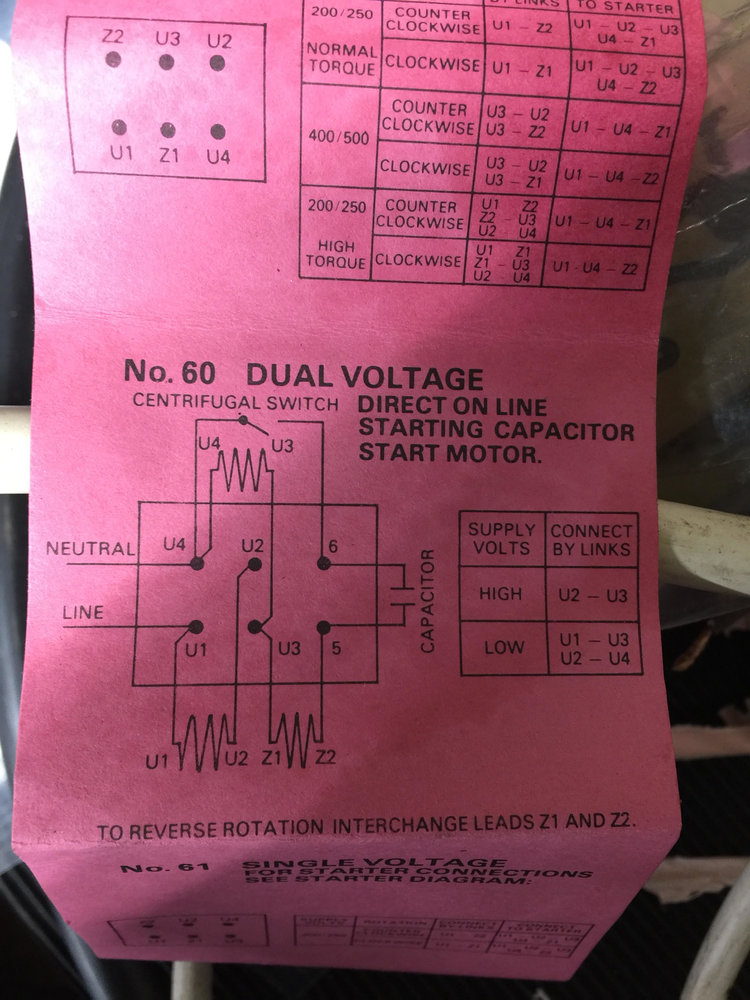 BY LINKS TO STARTER
200/250 COUNTER CLOCKWISE U1 – Z2 U1 – U2 – U3 U4 – Z1
NORMAL TORQUE CLOCKWISE U1 – Z1 U1 – U2 – U3 U4 – Z2
400/500 COUNTER CLOCKWISE U3 – U2 U3 – Z2 U1 – U4 – Z1
CLOCKWISE U3 – U2 U3 – Z1 U1 – U4 – Z2
200/250 COUNTER CLOCKWISE U1 Z2 Z2 – U3 U2 U4 U1 – U4 – Z1
HIGH TORQUE CLOCKWISE U1 Z1 Z1 – U3 U2 U4 U1 - U4 – Z2
Z2 U3 U2
U1 Z1 U4
No. 60 DUAL VOLTAGE
CENTRIFUGAL SWITCH DIRECT ON LINE
STARTING CAPACITOR
START MOTOR.
U4 U3
NEUTRAL U4 U2 6
LINE
U1 U3 5
CAPACITOR
U1 U2 Z1 Z2
SUPPLY VOLTS CONNECT BY LINKS
HIGH U2 – U3
LOW U1 – U3
U2 – U4
TO REVERSE ROTATION INTERCHANGE LEADS Z1 AND Z2.
No. 61 SINGLE VOLTAGE
FOR STARTER CONNECTIONS
SEE STARTER DIAGRAM: